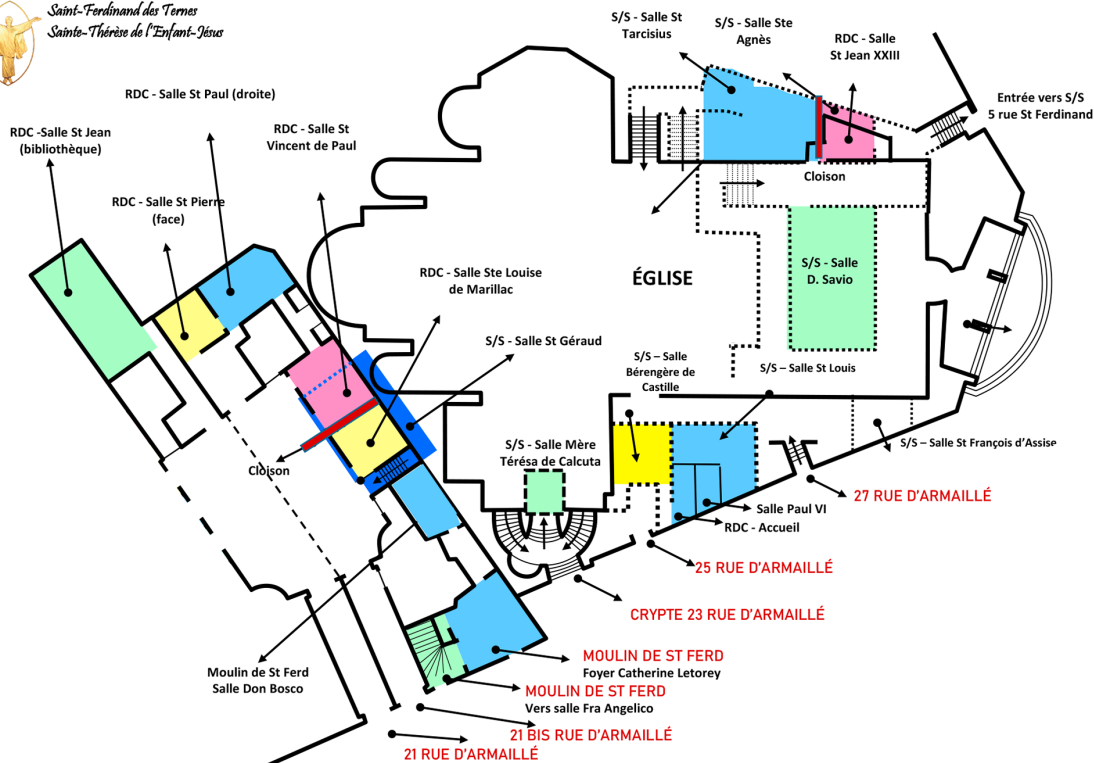 Saint-Ferdinand des Ternes
Sainte-Thérèse de l'Enfant-Jésus
S/S - Salle St
Tarcisius
S/S - Salle Ste
Agnès
RDC - Salle
St Jean XXIII
Entrée vers S/S
5 rue St Ferdinand
RDC - Salle St Paul (droite)
RDC -Salle St Jean
(bibliothèque)
RDC - Salle St
Vincent de Paul
RDC - Salle St Pierre
(face)
Cloison
RDC - Salle Ste Louise
de Marillac
ÉGLISE
S/S - Salle
D. Savio
S/S - Salle St Géraud
S/S – Salle
Bérengère de
Castille
S/S – Salle St Louis
S/S - Salle Mère
Térésa de Calcuta
S/S – Salle St François d'Assise
Cloison
27 RUE D'ARMAILLÉ
Salle Paul VI
RDC - Accueil
25 RUE D'ARMAILLÉ
CRYPTE 23 RUE D'ARMAILLÉ
MOULIN DE ST FERD
Foyer Catherine Letorey
Moulin de St Ferd
Salle Don Bosco
MOULIN DE ST FERD
Vers salle Fra Angelico
21 BIS RUE D'ARMAILLÉ
21 RUE D'ARMAILLÉ